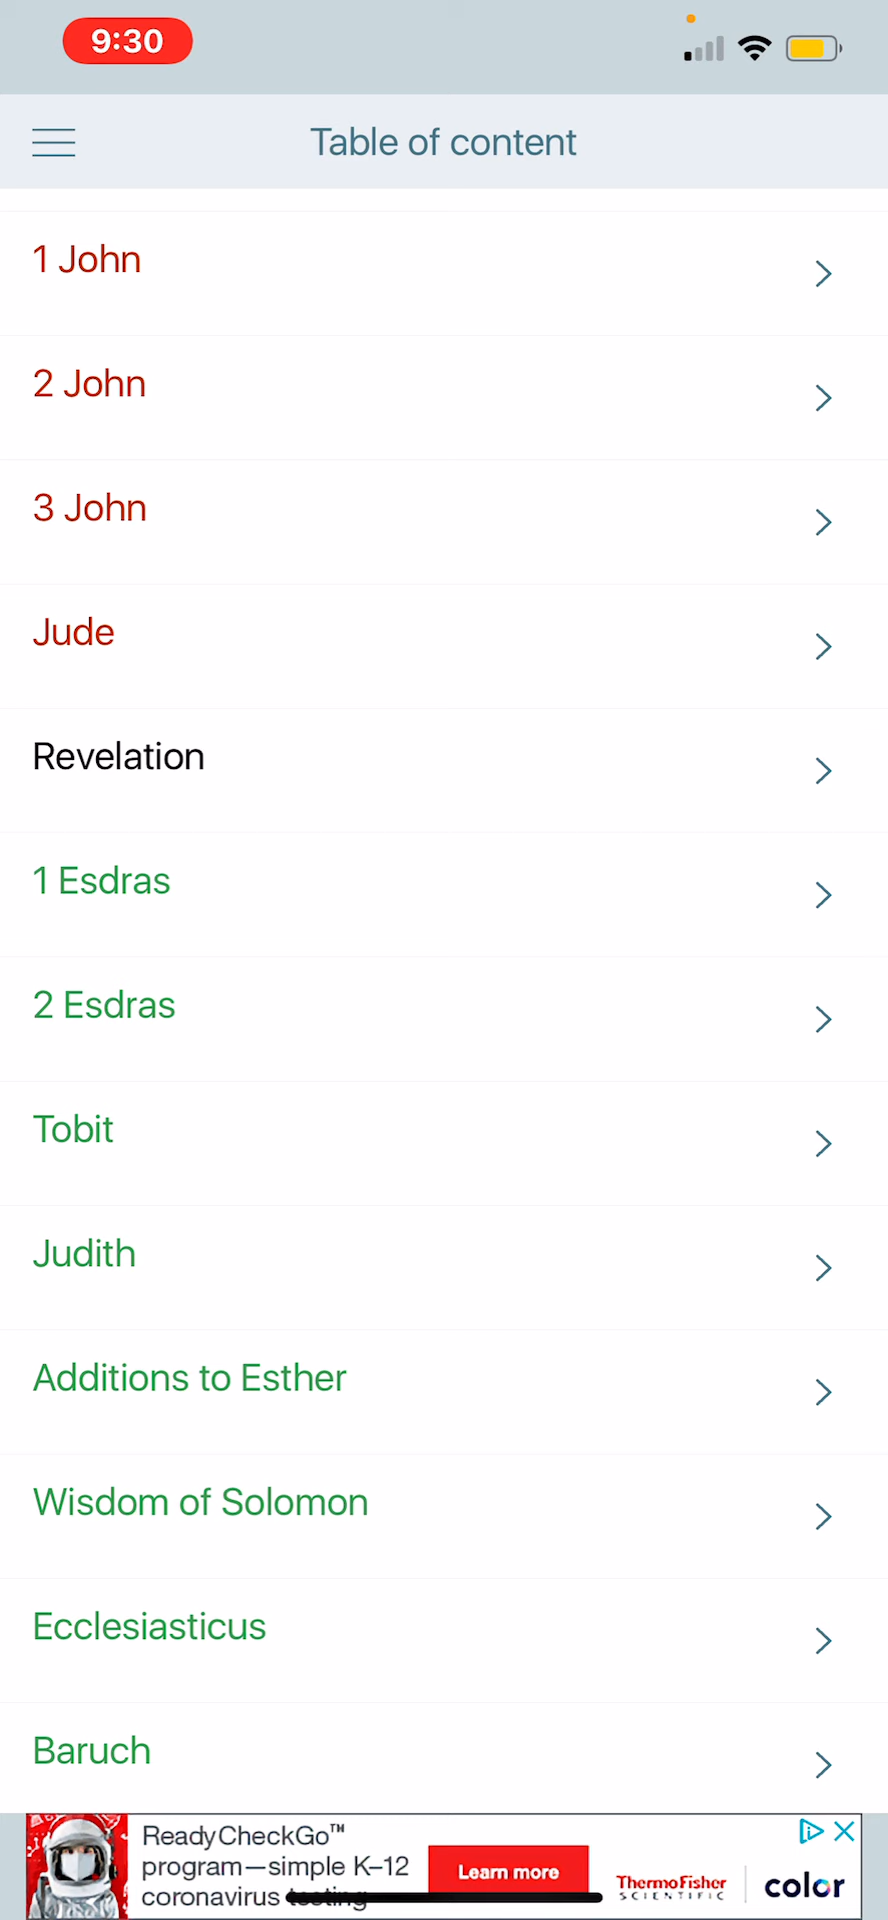 9:30
Table of content
1 John
2 John
3 John
Jude
Revelation
1 Esdras
2 Esdras
Tobit
Judith
Additions to Esther
Wisdom of Solomon
Ecclesiasticus
Baruch
ReadyCheckGo™
program—simple K–12
coronavirus testing
Learn more
ThermoFisher
SCIENTIFIC
color